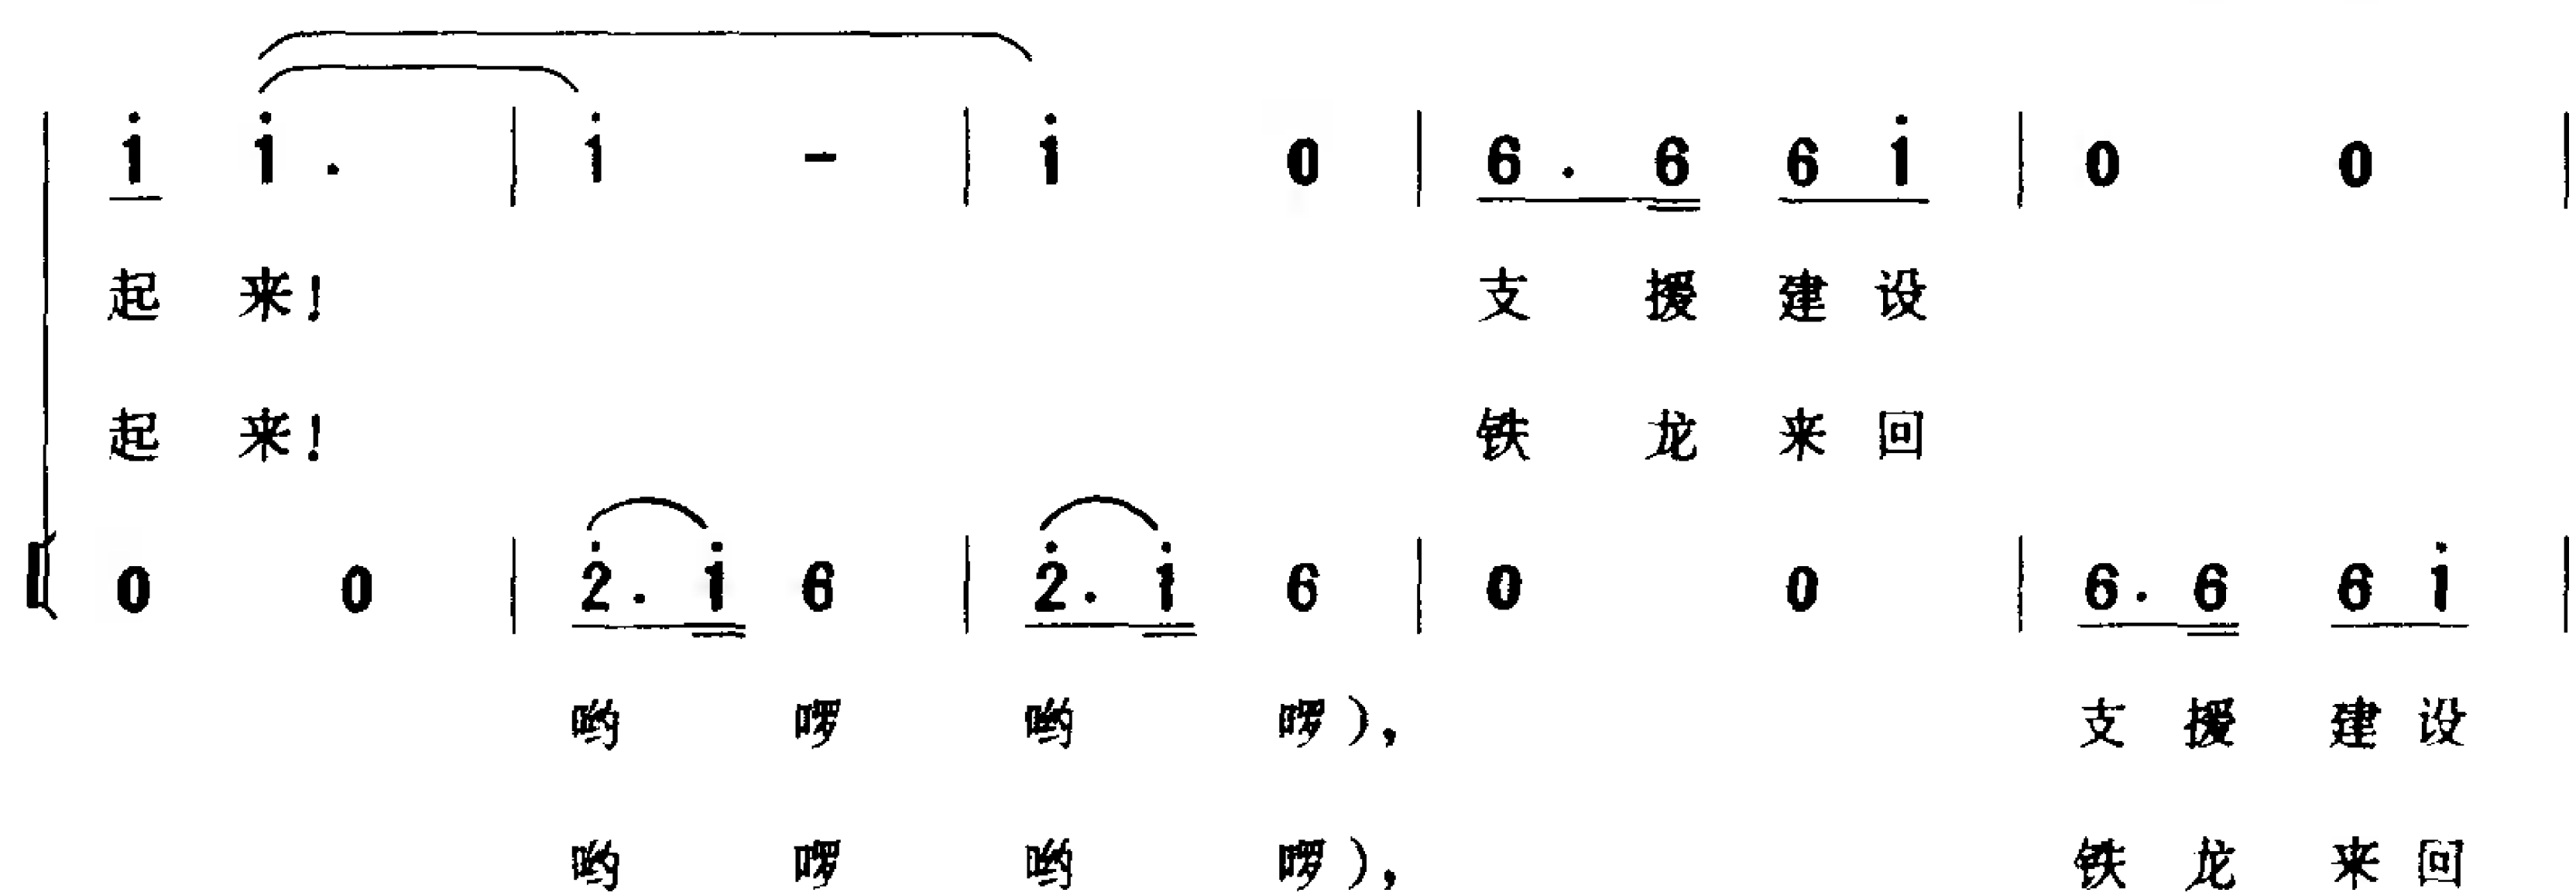 i i. | i - | i 0 | 6. 6 6 i | 0 0 |
起 来! 支 援 建 设
起 来! 铁 龙 来 回
0 0 | 2̇. i 6 | 2̇. i 6 | 0 0 | 6. 6 6 i |
哟 啰 哟 啰), 支 援 建 设
哟 啰 哟 啰), 铁 龙 来 回